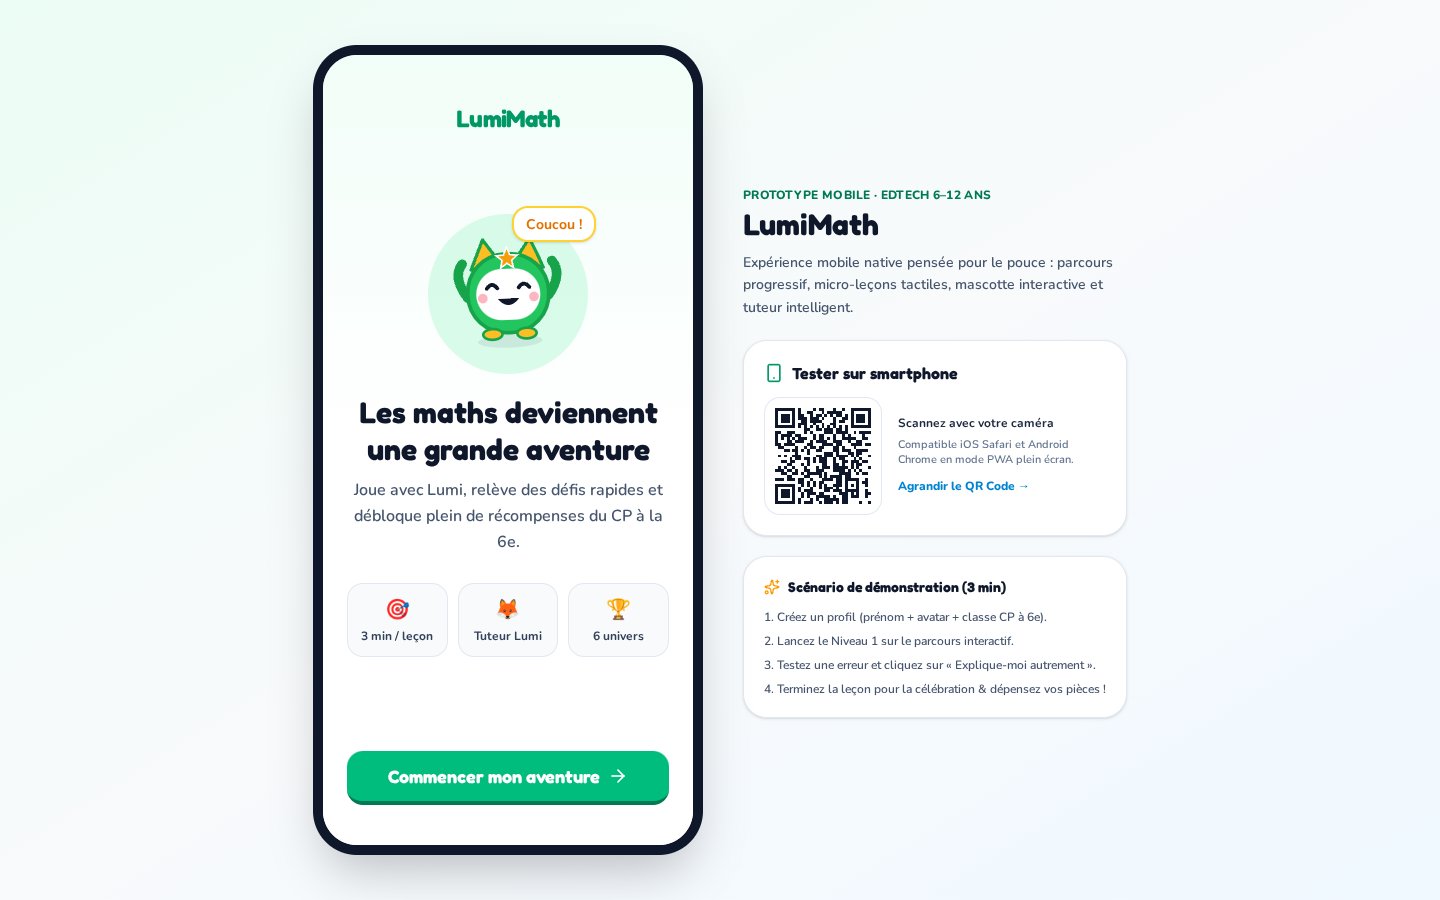 LumiMath
Coucou !
Les maths deviennent
une grande aventure
Joue avec Lumi, relève des défis rapides et
débloque plein de récompenses du CP à la
6e.
3 min / leçon
Tuteur Lumi
6 univers
Commencer mon aventure →
PROTOTYPE MOBILE · EDTECH 6–12 ANS
LumiMath
Expérience mobile native pensée pour le pouce : parcours
progressif, micro-leçons tactiles, mascotte interactive et
tuteur intelligent.
Tester sur smartphone
Scannez avec votre caméra
Compatible iOS Safari et Android
Chrome en mode PWA plein écran.
Agrandir le QR Code →
Scénario de démonstration (3 min)
1. Créez un profil (prénom + avatar + classe CP à 6e).
2. Lancez le Niveau 1 sur le parcours interactif.
3. Testez une erreur et cliquez sur « Explique-moi autrement ».
4. Terminez la leçon pour la célébration & dépensez vos pièces !